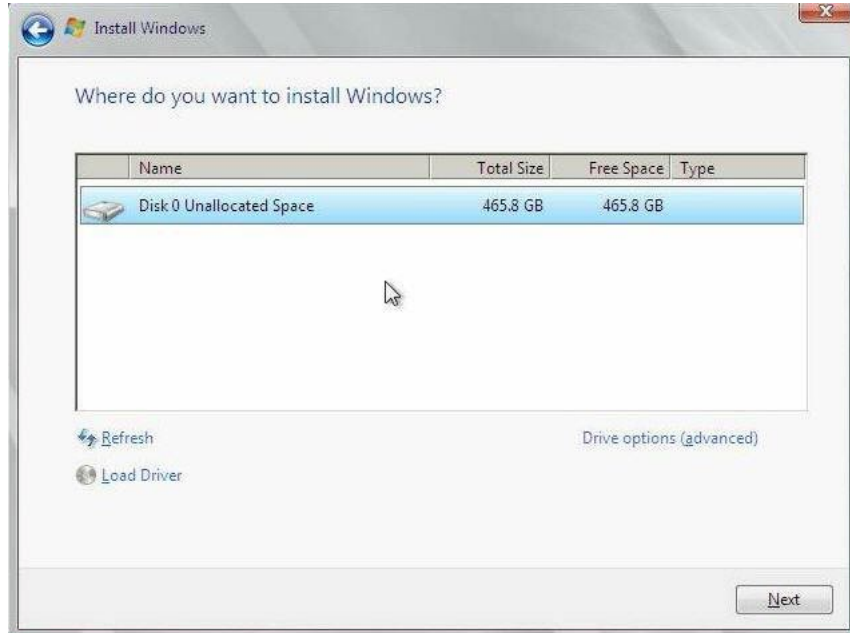 Install Windows
Where do you want to install Windows?
Name Total Size Free Space Type
Disk 0 Unallocated Space 465.8 GB 465.8 GB
Refresh Drive options (advanced)
Load Driver
Next